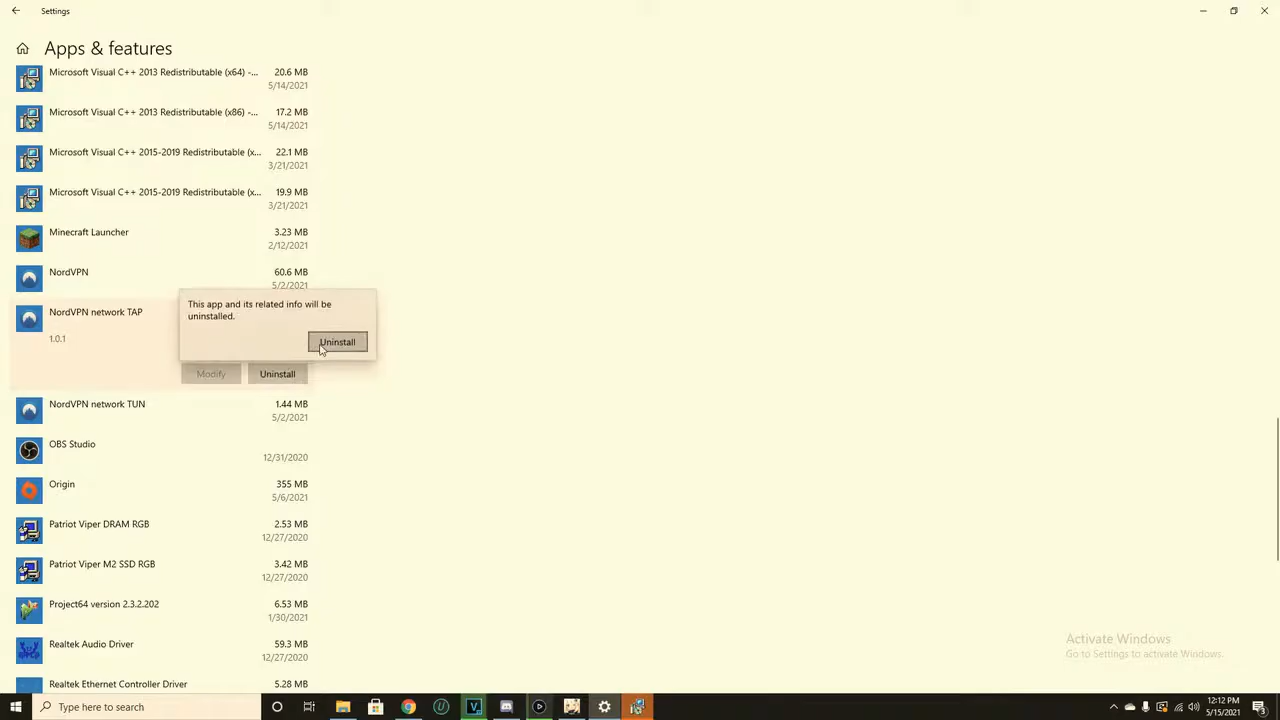 Settings
Apps & features
Microsoft Visual C++ 2013 Redistributable (x64) -...
20.6 MB
5/14/2021
Microsoft Visual C++ 2013 Redistributable (x86) -...
17.2 MB
5/14/2021
Microsoft Visual C++ 2015-2019 Redistributable (x...
22.1 MB
3/21/2021
Microsoft Visual C++ 2015-2019 Redistributable (x...
19.9 MB
3/21/2021
Minecraft Launcher
3.23 MB
2/12/2021
NordVPN
60.6 MB
5/2/2021
NordVPN network TAP
1.0.1
This app and its related info will be
uninstalled.
Uninstall
Modify
Uninstall
NordVPN network TUN
1.44 MB
5/2/2021
OBS Studio
12/31/2020
Origin
355 MB
5/6/2021
Patriot Viper DRAM RGB
2.53 MB
12/27/2020
Patriot Viper M2 SSD RGB
3.42 MB
12/27/2020
Project64 version 2.3.2.202
6.53 MB
1/30/2021
Realtek Audio Driver
59.3 MB
12/27/2020
Realtek Ethernet Controller Driver
5.28 MB
Activate Windows
Go to Settings to activate Windows.
Type here to search
12:12 PM
5/15/2021
3